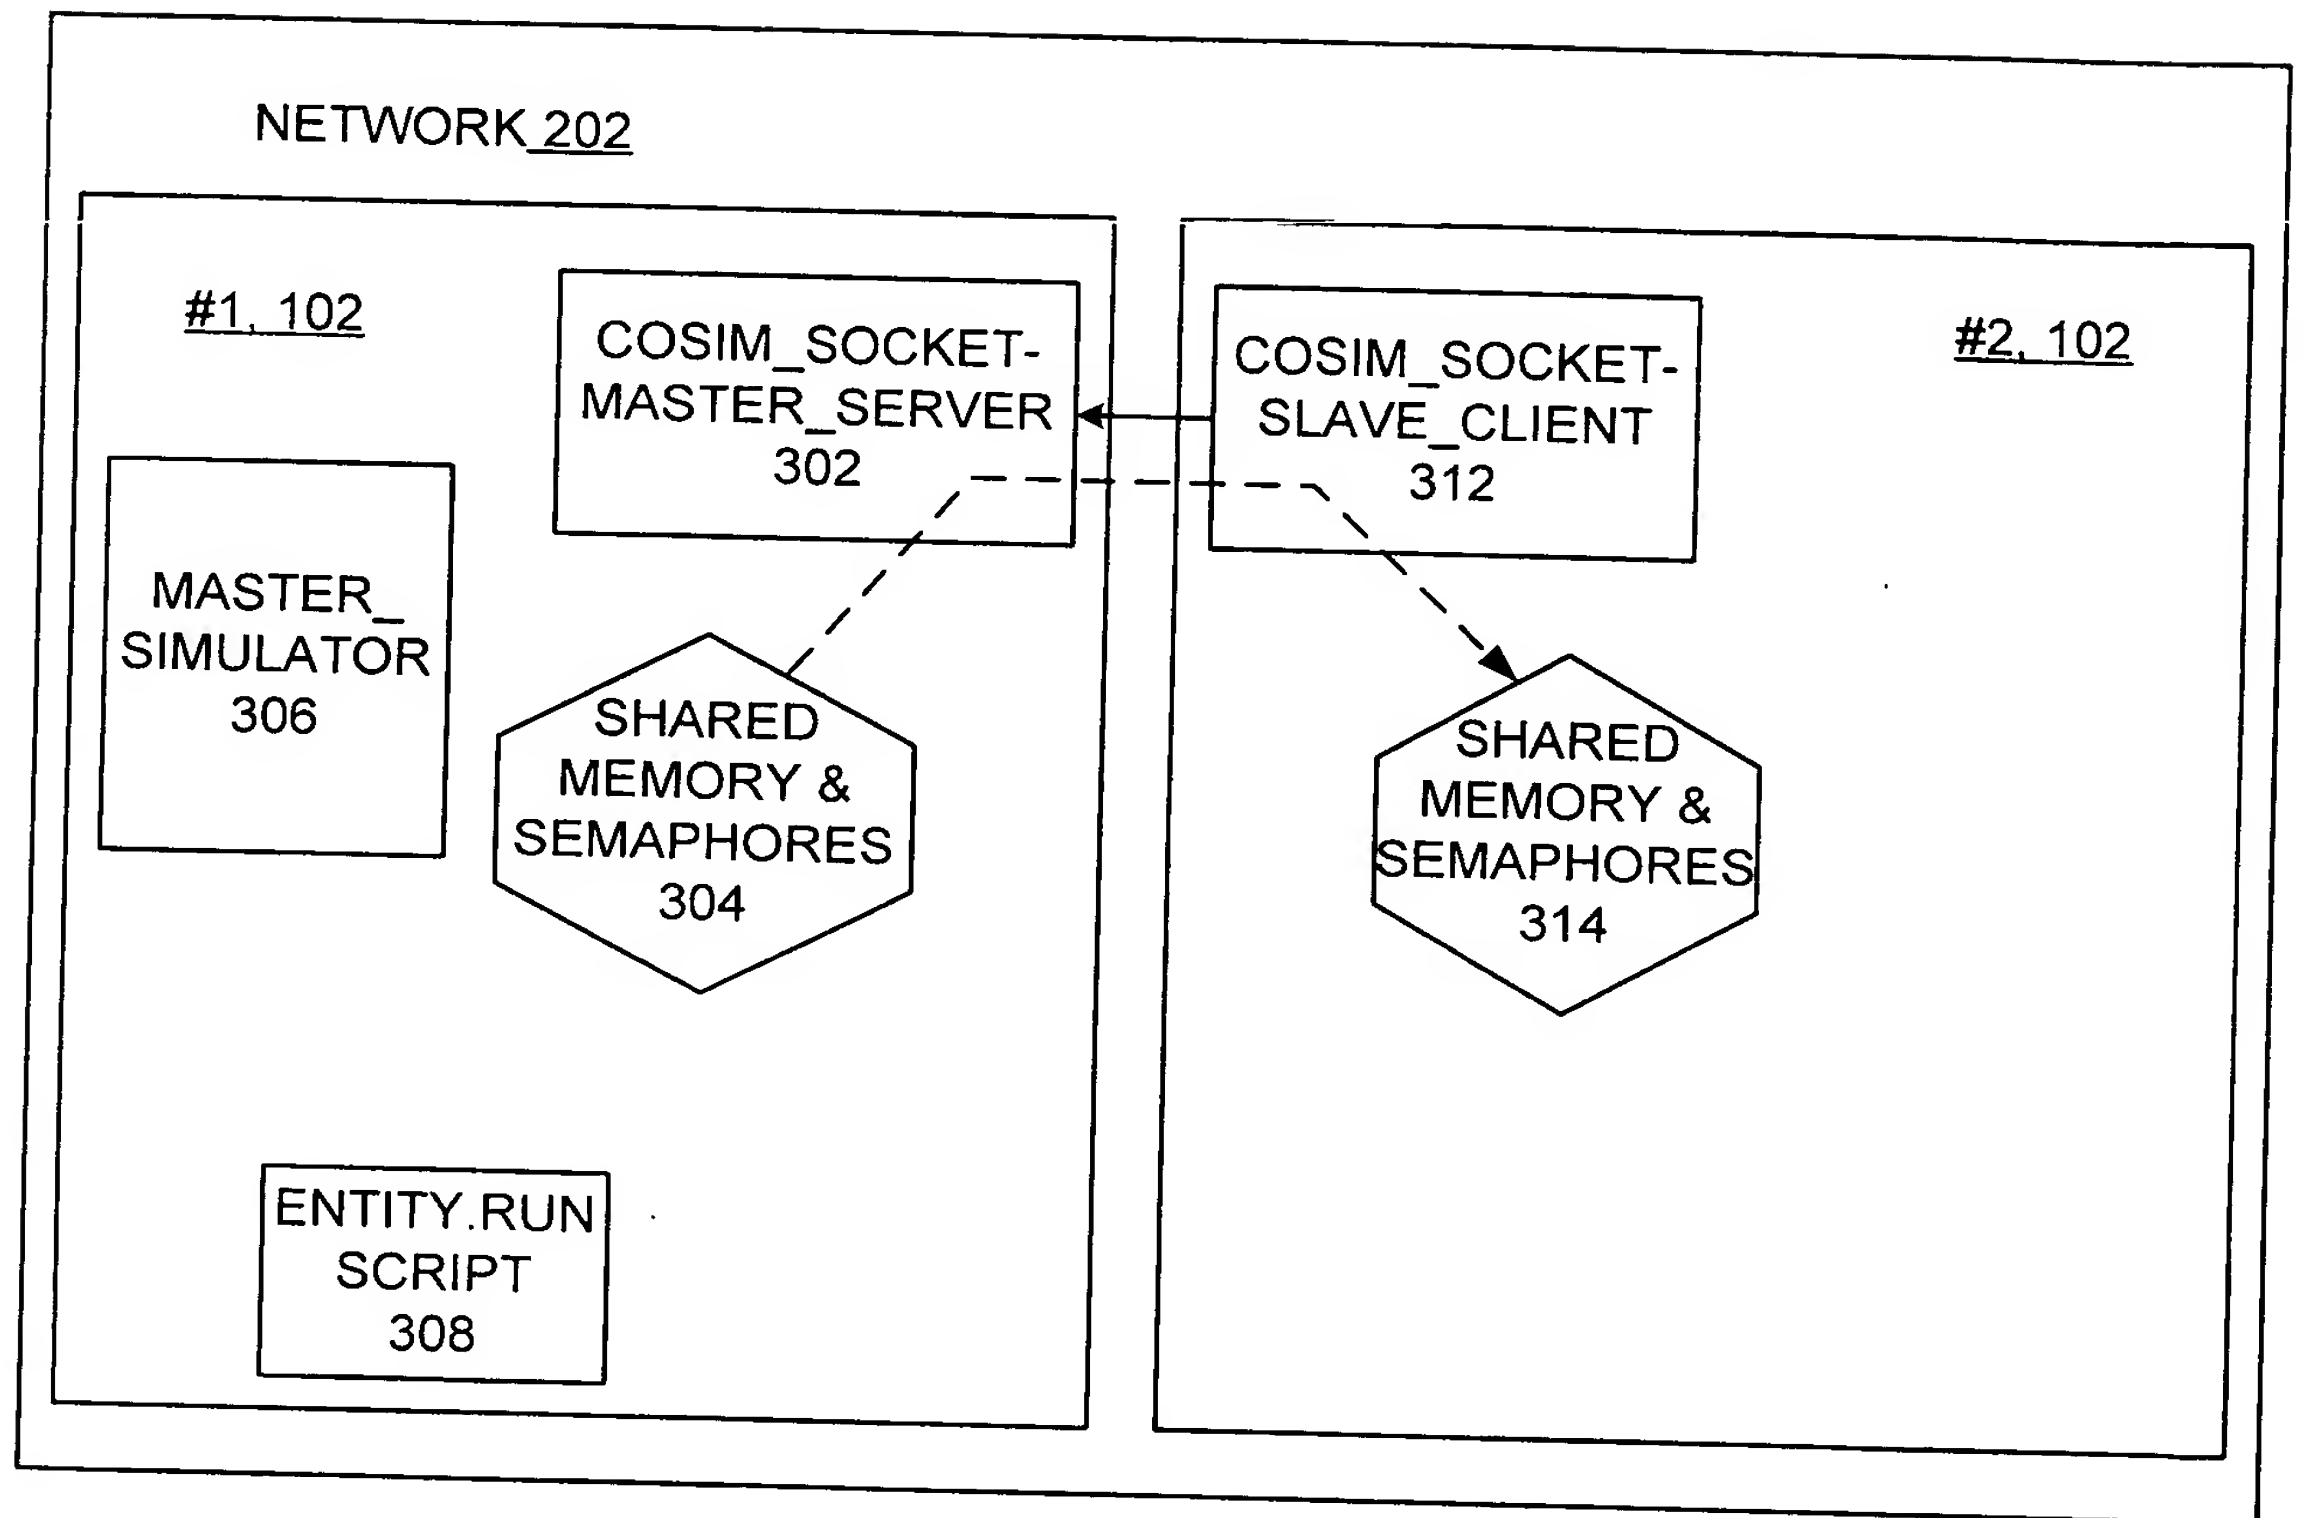 NETWORK 202
#1, 102
COSIM_SOCKET-
MASTER_SERVER
302
COSIM_SOCKET-
SLAVE_CLIENT
312
#2, 102
MASTER_
SIMULATOR
306
SHARED
MEMORY &
SEMAPHORES
304
SHARED
MEMORY &
SEMAPHORES
314
ENTITY.RUN
SCRIPT
308